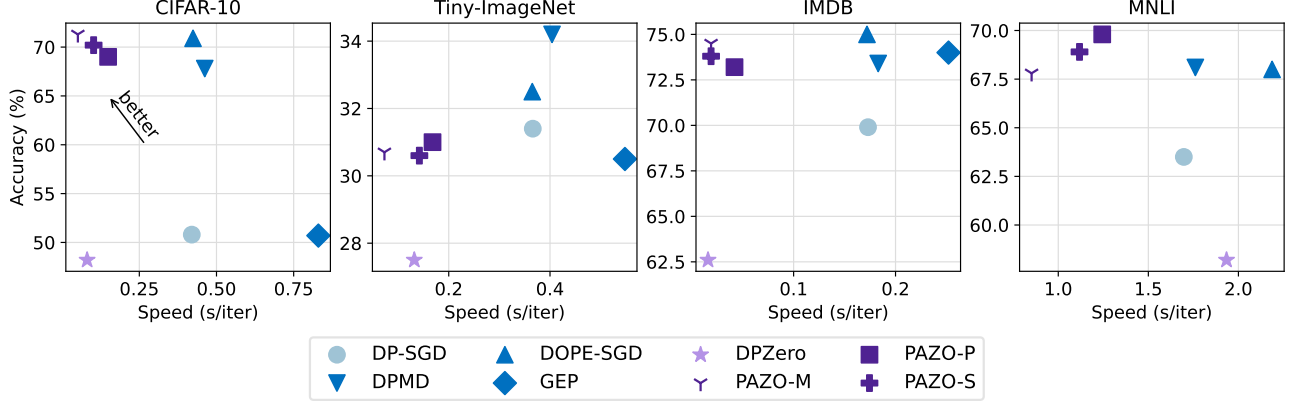 CIFAR-10
Tiny-ImageNet
IMDB
MNLI
Accuracy (%)
70
65
60
55
50
better
0.25
0.50
0.75
Speed (s/iter)
34
32
30
28
0.2
0.4
Speed (s/iter)
75.0
72.5
70.0
67.5
65.0
62.5
0.1
0.2
Speed (s/iter)
70.0
67.5
65.0
62.5
60.0
1.0
1.5
2.0
Speed (s/iter)
DP-SGD
DOPE-SGD
DPZero
PAZO-P
DPMD
GEP
PAZO-M
PAZO-S